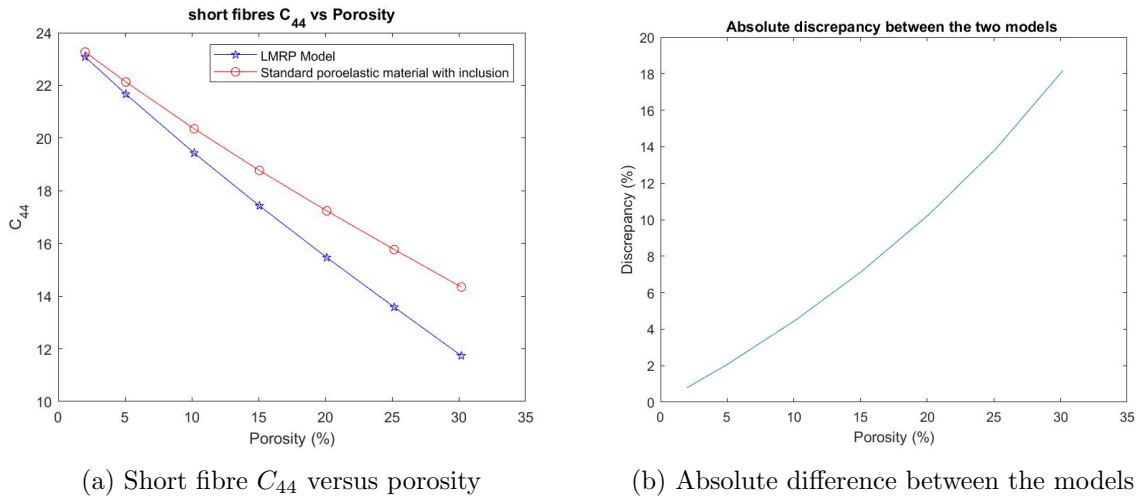 short fibres C44 vs Porosity
24
22
20
18
16
14
12
10
C44
LMRP Model
Standard poroelastic material with inclusion
0 5 10 15 20 25 30 35
Porosity (%)
(a) Short fibre C44 versus porosity
Absolute discrepancy between the two models
20
18
16
14
12
10
8
6
4
2
0
Discrepancy (%)
0 5 10 15 20 25 30 35
Porosity (%)
(b) Absolute difference between the models